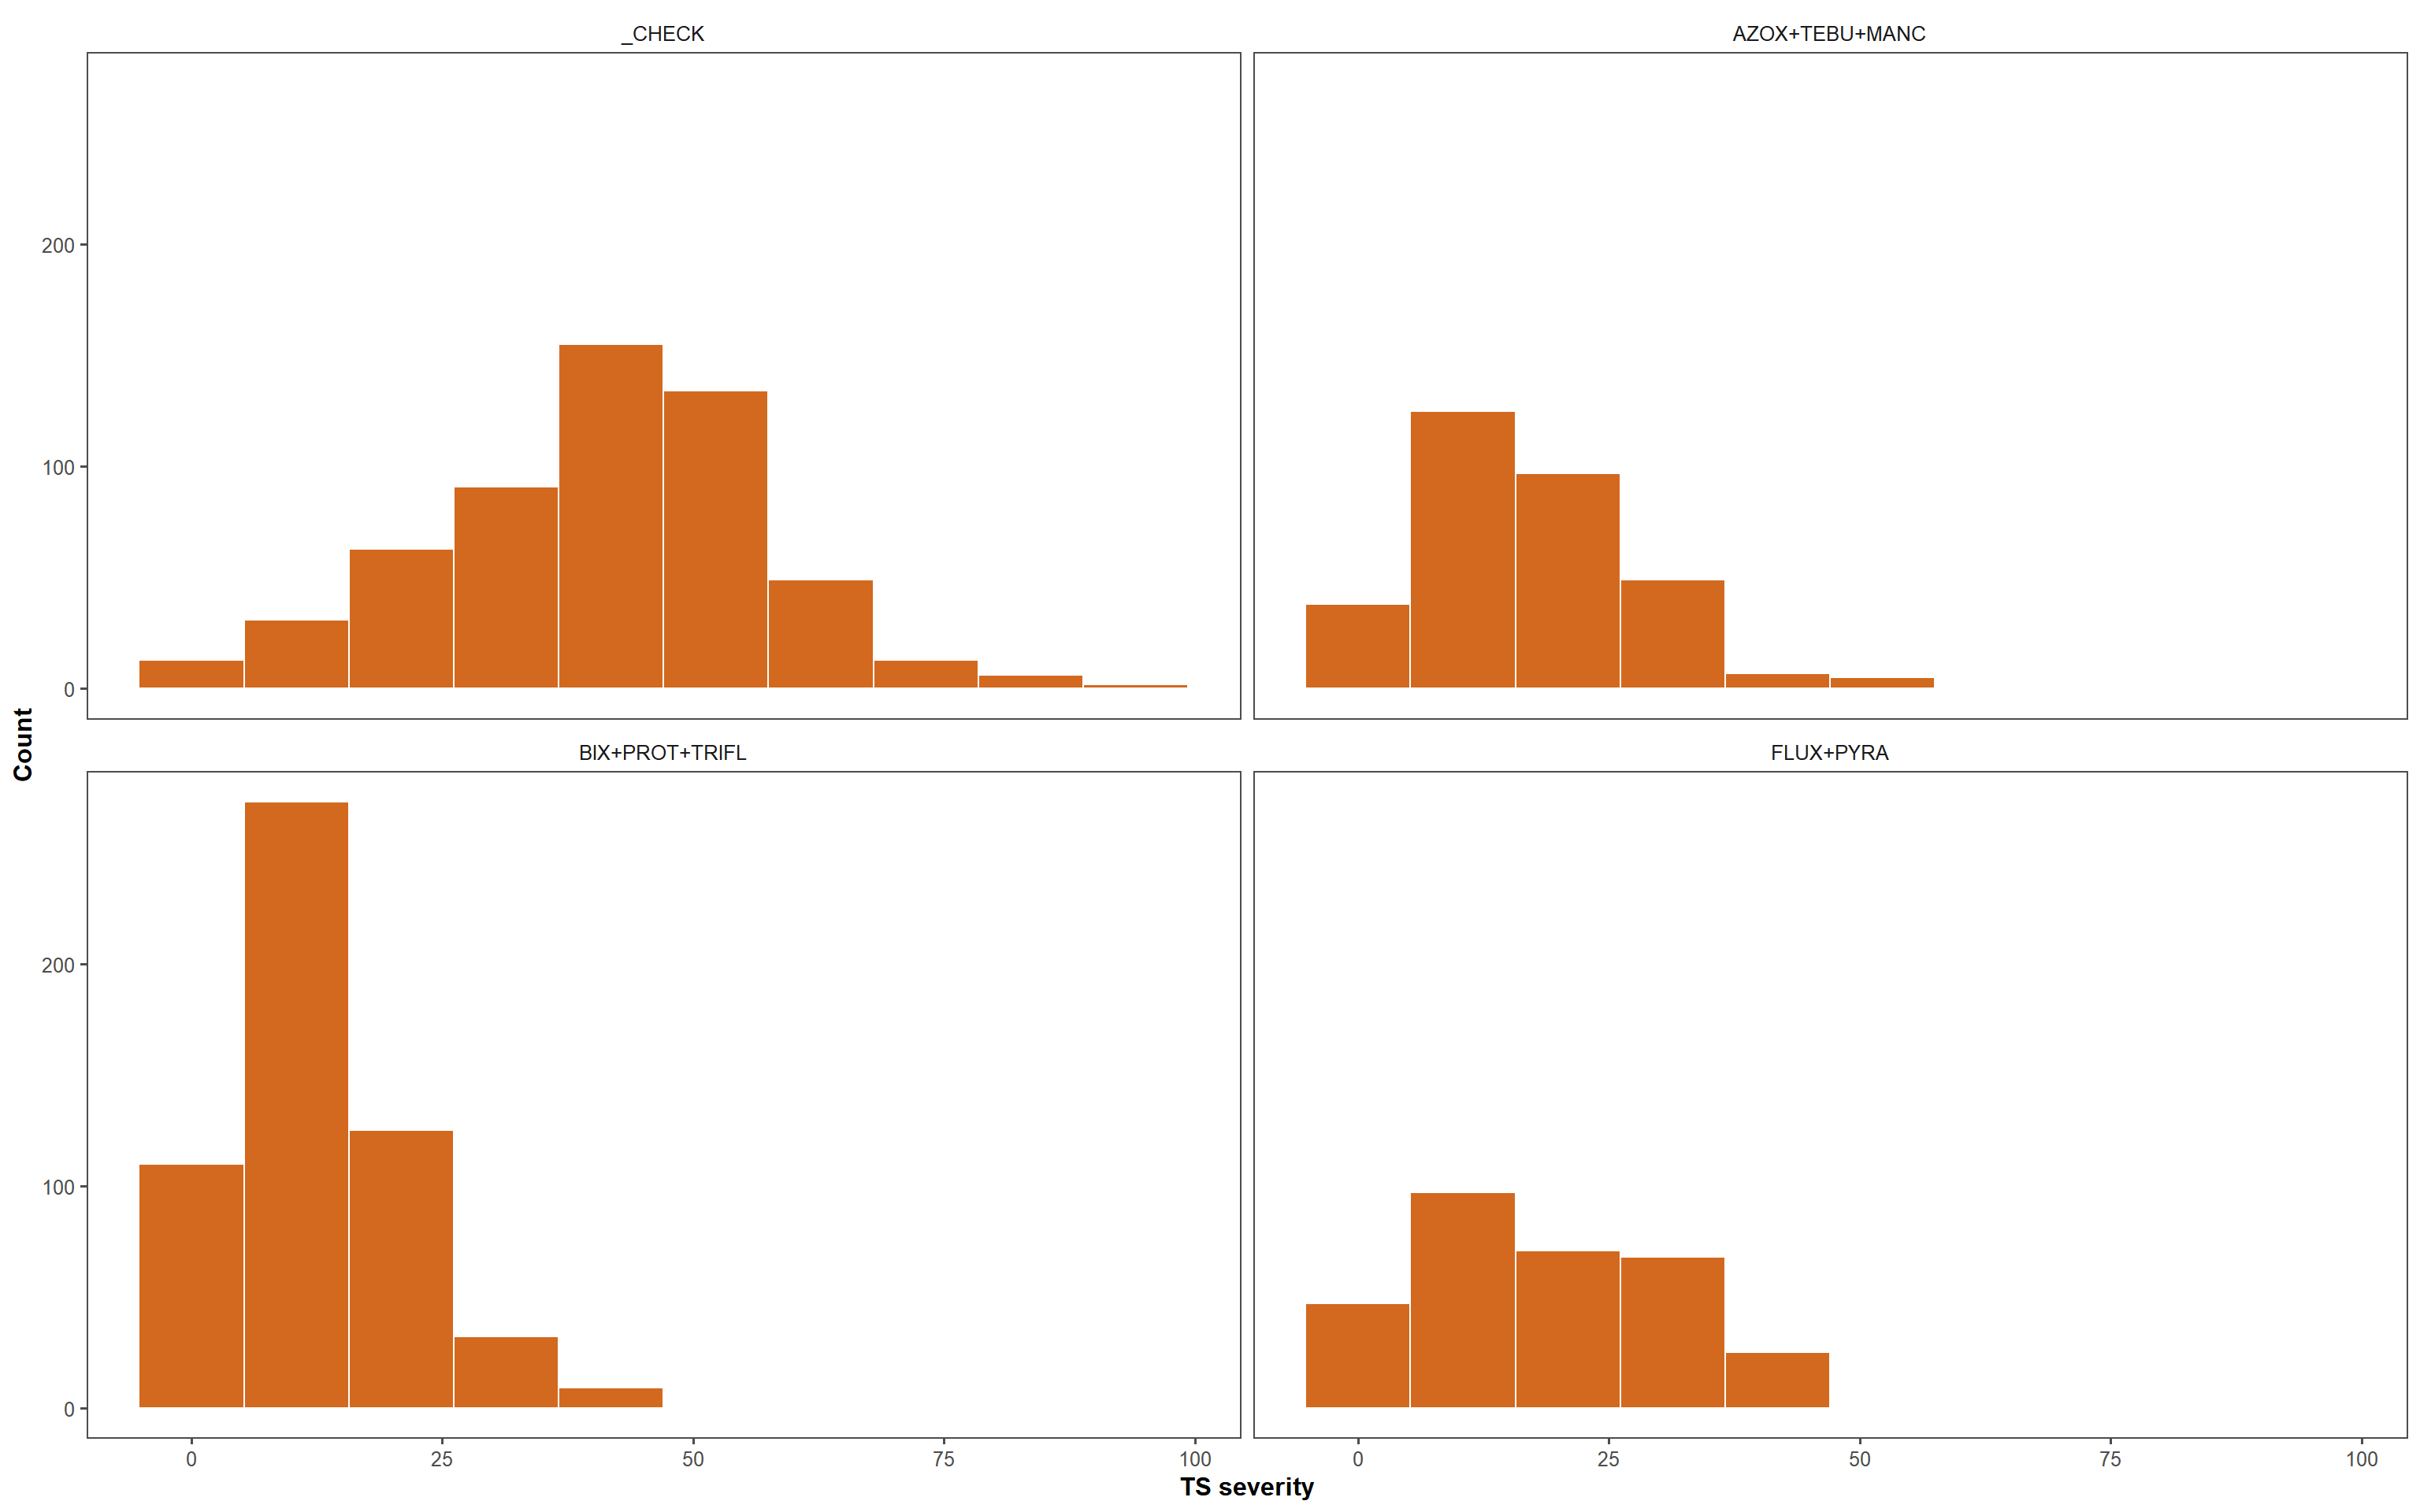 _CHECK
AZOX+TEBU+MANC
200
100
0
Count
BIX+PROT+TRIFL
FLUX+PYRA
200
100
0
0 25 50 75 100 0 25 50 75 100
TS severity